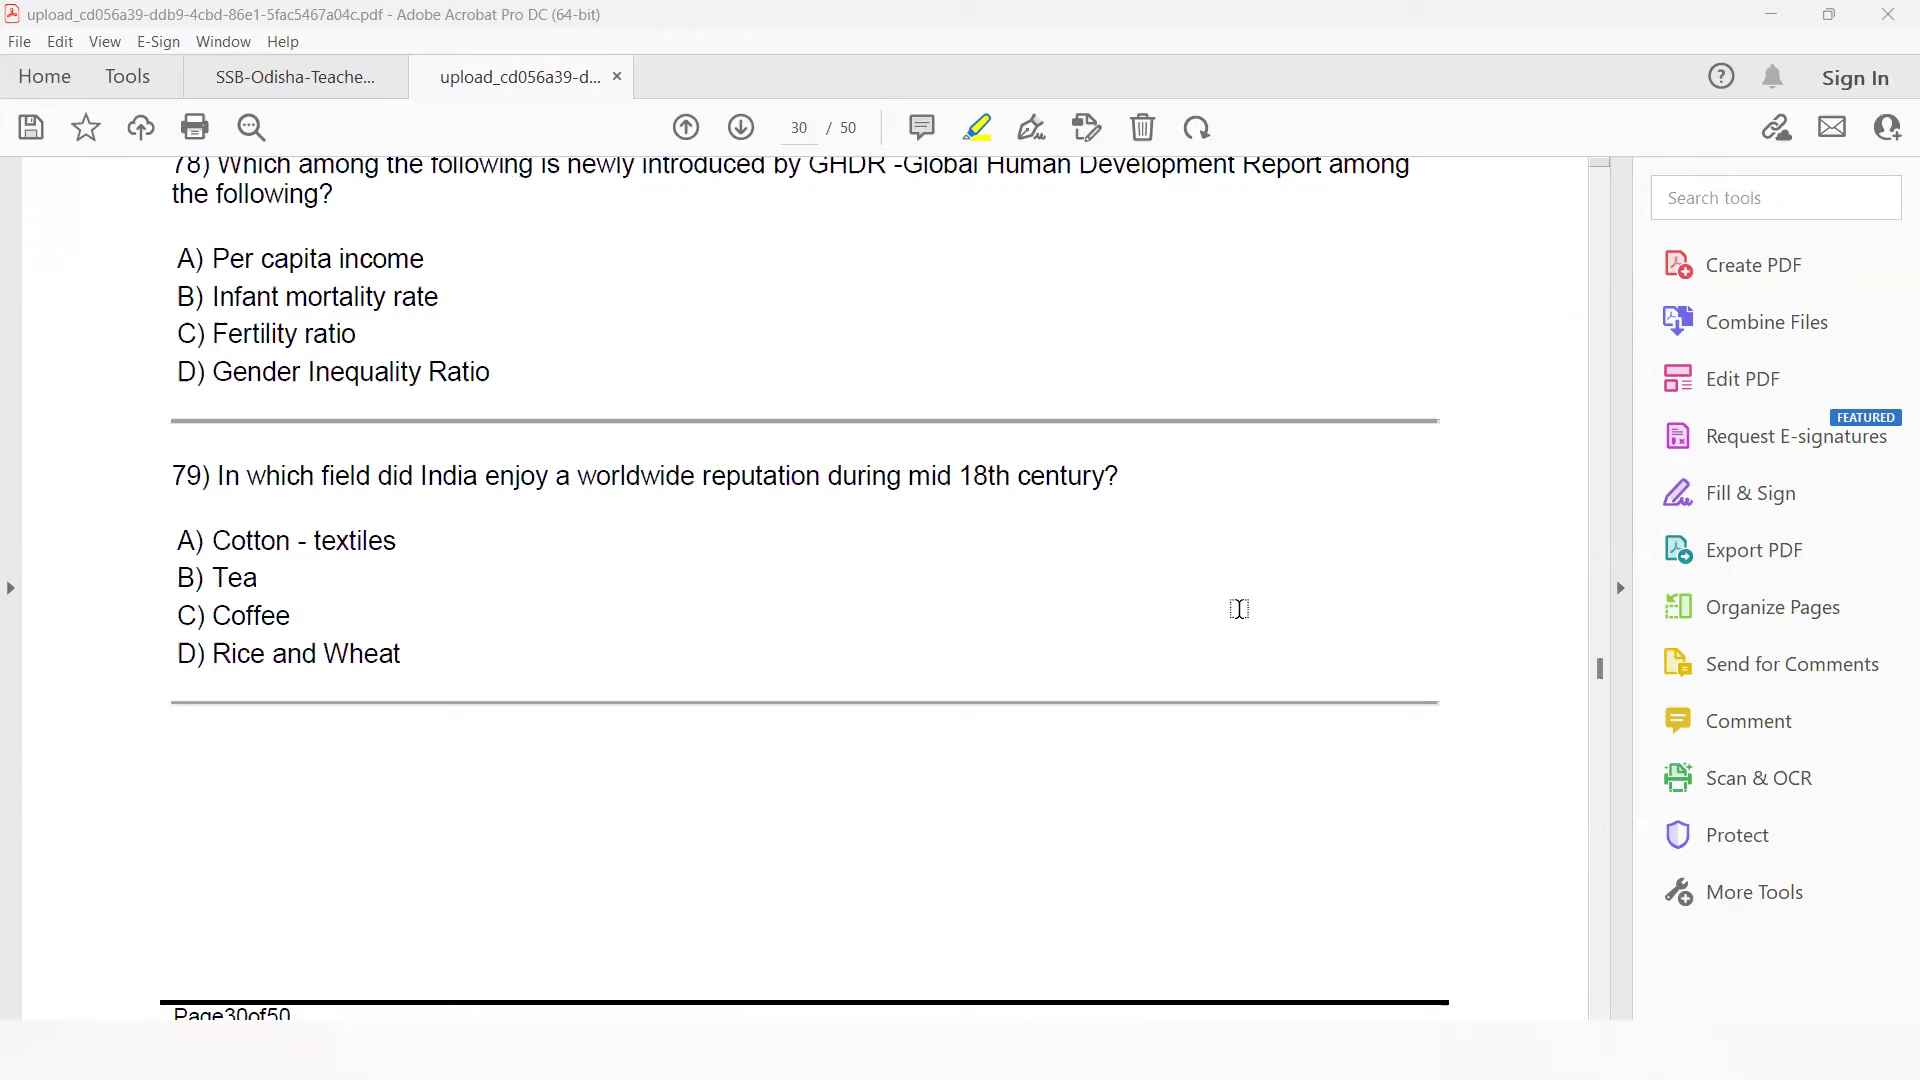 upload_cd056a39-ddb9-4cbd-86e1-5fac5467a04c.pdf - Adobe Acrobat Pro DC (64-bit)
File Edit View E-Sign Window Help
Home Tools SSB-Odisha-Teache... upload_cd056a39-d... × Sign In
30 / 50
78) Which among the following is newly introduced by GHDR -Global Human Development Report among
the following?
A) Per capita income
B) Infant mortality rate
C) Fertility ratio
D) Gender Inequality Ratio
79) In which field did India enjoy a worldwide reputation during mid 18th century?
A) Cotton - textiles
B) Tea
C) Coffee
D) Rice and Wheat
Page30of50
Search tools
Create PDF
Combine Files
Edit PDF
FEATURED
Request E-signatures
Fill & Sign
Export PDF
Organize Pages
Send for Comments
Comment
Scan & OCR
Protect
More Tools